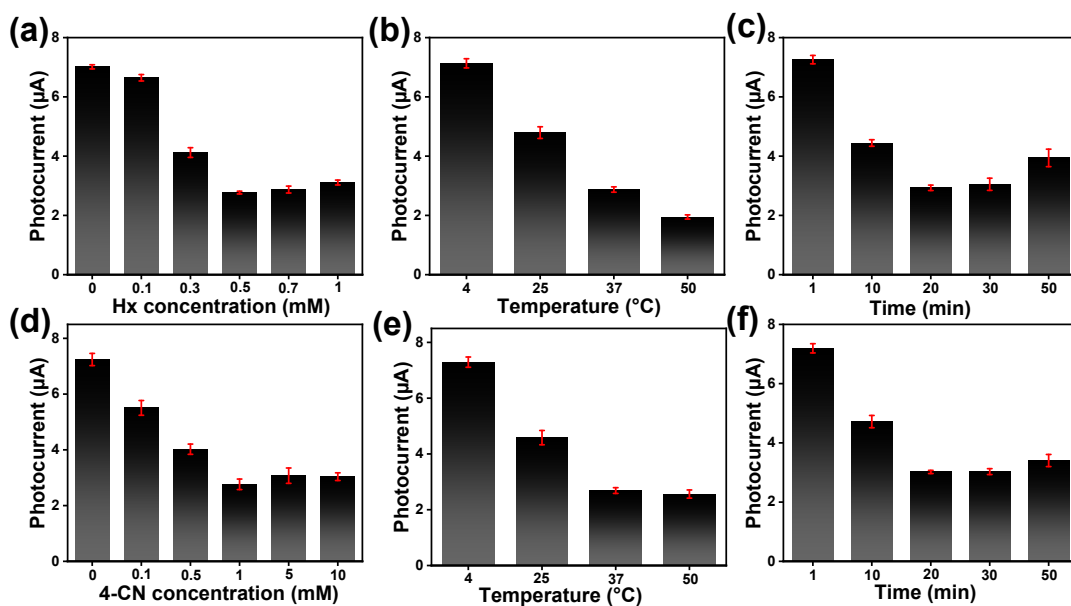 (a)
Photocurrent (μA)
8
6
4
2
0
0 0.1 0.3 0.5 0.7 1
Hx concentration (mM)
(b)
Photocurrent (μA)
8
6
4
2
0
4 25 37 50
Temperature (°C)
(c)
Photocurrent (μA)
8
6
4
2
0
1 10 20 30 50
Time (min)
(d)
Photocurrent (μA)
8
6
4
2
0
0 0.1 0.5 1 5 10
4-CN concentration (mM)
(e)
Photocurrent (μA)
8
6
4
2
0
4 25 37 50
Temperature (°C)
(f)
Photocurrent (μA)
8
6
4
2
0
1 10 20 30 50
Time (min)